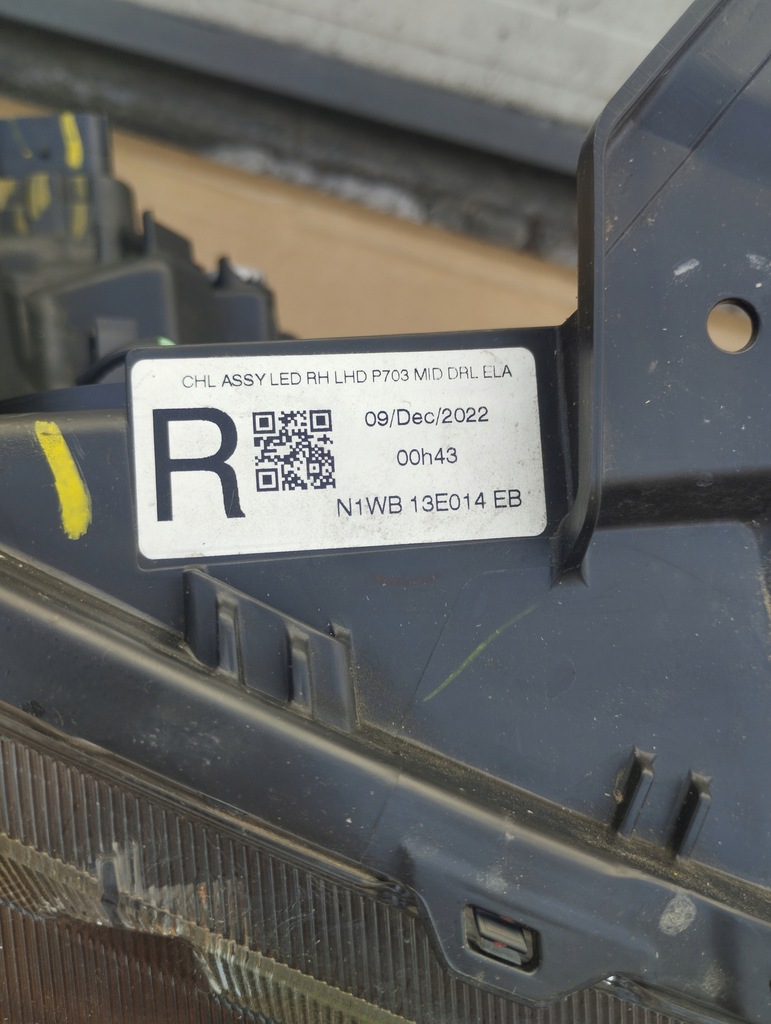 CHL ASSY LED RH LHD P703 MID DRL ELA
R
09/Dec/2022
00h43
N1WB 13E014 EB